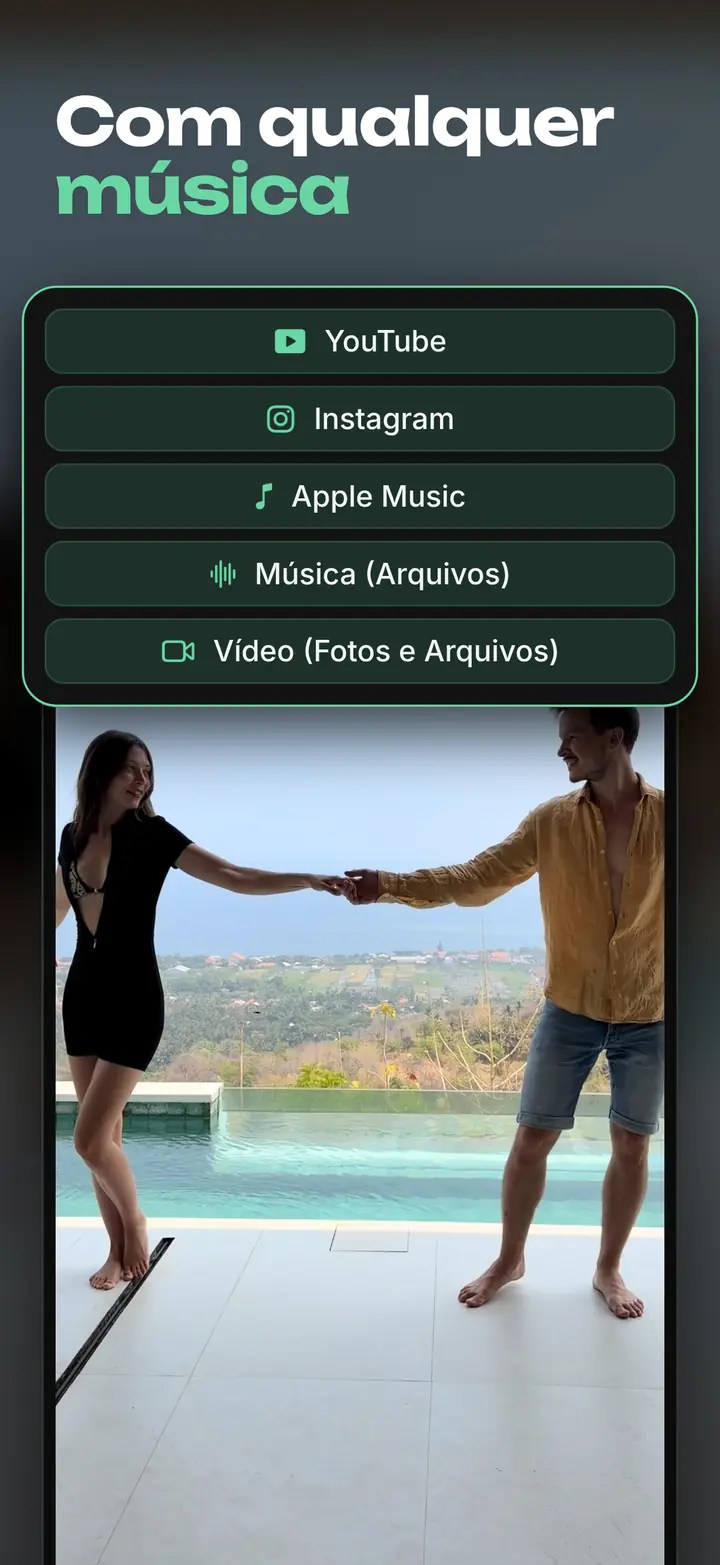 Com qualquer
música
YouTube
Instagram
Apple Music
Música (Arquivos)
Vídeo (Fotos e Arquivos)